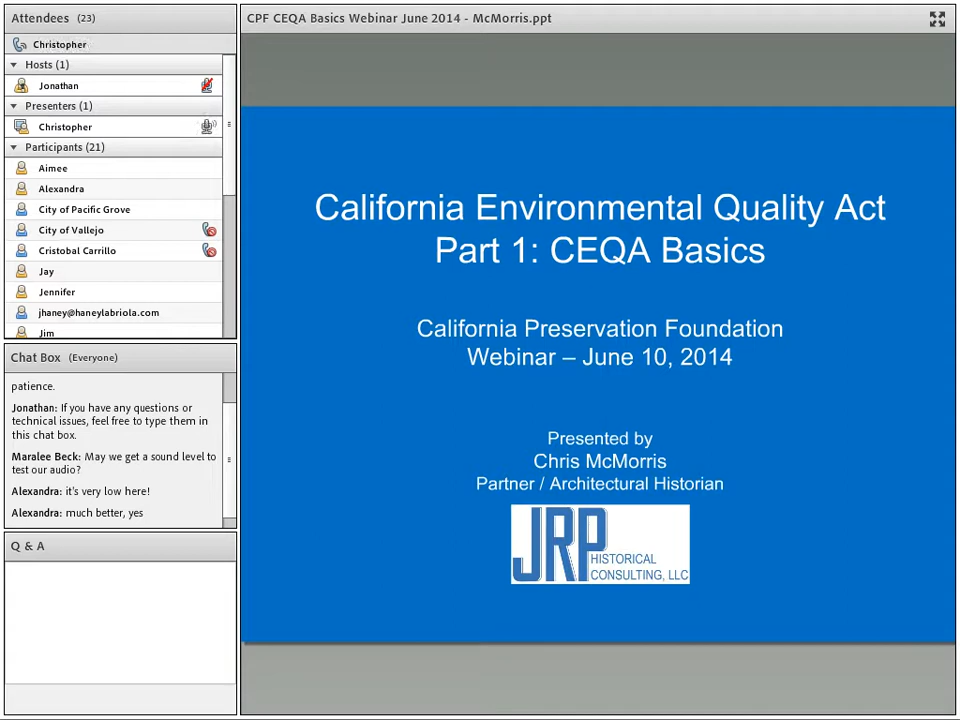 Attendees (23)
Christopher
Hosts (1)
Jonathan
Presenters (1)
Christopher
Participants (21)
Aimee
Alexandra
City of Pacific Grove
City of Vallejo
Cristobal Carrillo
Jay
Jennifer
jhaney@haneylabriola.com
Jim
Chat Box (Everyone)
patience.
Jonathan: If you have any questions or
technical issues, feel free to type them in
this chat box.
Maralee Beck: May we get a sound level to
test our audio?
Alexandra: it's very low here!
Alexandra: much better, yes
Q & A
CPF CEQA Basics Webinar June 2014 - McMorris.ppt
California Environmental Quality Act
Part 1: CEQA Basics
California Preservation Foundation
Webinar – June 10, 2014
Presented by
Chris McMorris
Partner / Architectural Historian
JRP
HISTORICAL
CONSULTING, LLC